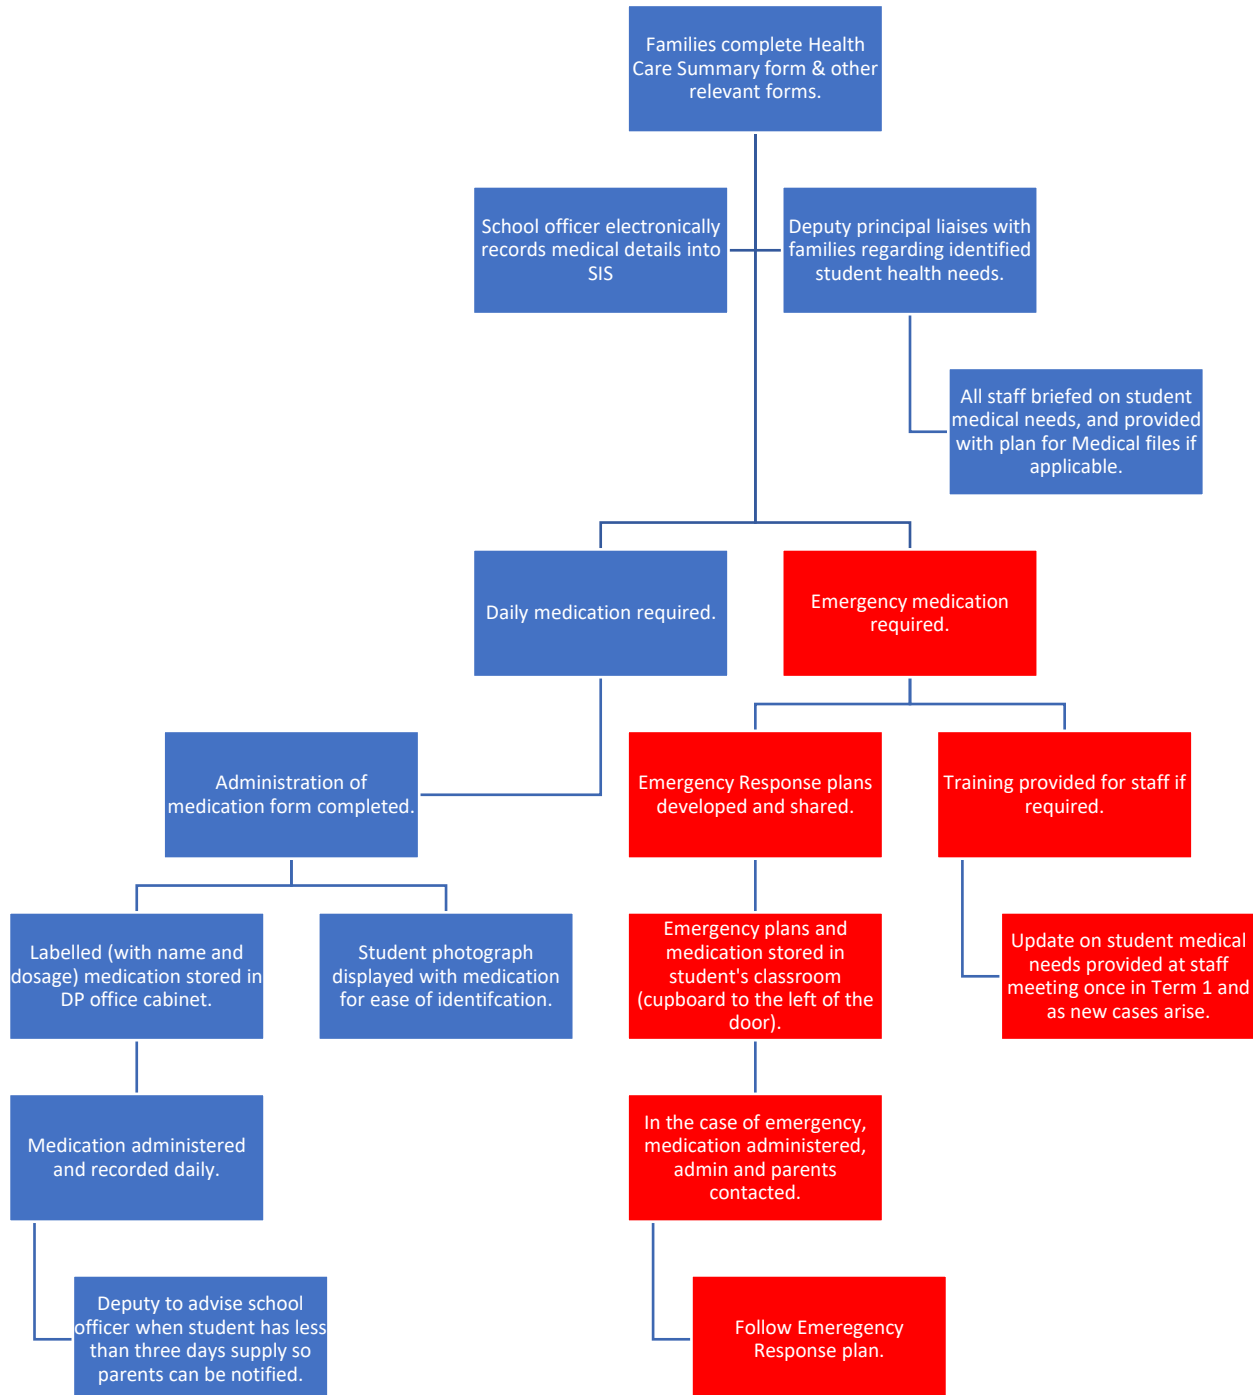 Families complete Health
Care Summary form & other
relevant forms.
School officer electronically
records medical details into
SIS
Deputy principal liaises with
families regarding identified
student health needs.
All staff briefed on student
medical needs, and provided
with plan for Medical files if
applicable.
Daily medication required.
Emergency medication
required.
Administration of
medication form completed.
Emergency Response plans
developed and shared.
Training provided for staff if
required.
Labelled (with name and
dosage) medication stored in
DP office cabinet.
Student photograph
displayed with medication
for ease of identifcation.
Emergency plans and
medication stored in
student's classroom
(cupboard to the left of the
door).
Update on student medical
needs provided at staff
meeting once in Term 1 and
as new cases arise.
Medication administered
and recorded daily.
In the case of emergency,
medication administered,
admin and parents
contacted.
Deputy to advise school
officer when student has less
than three days supply so
parents can be notified.
Follow Emeregency
Response plan.